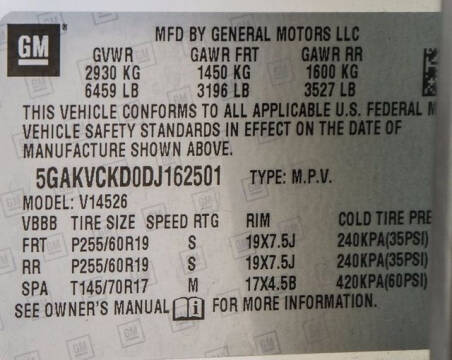 GM MFD BY GENERAL MOTORS LLC
GVWR GAWR FRT GAWR RR
2930 KG 1450 KG 1600 KG
6459 LB 3196 LB 3527 LB
THIS VEHICLE CONFORMS TO ALL APPLICABLE U.S. FEDERAL M
VEHICLE SAFETY STANDARDS IN EFFECT ON THE DATE OF
MANUFACTURE SHOWN ABOVE.
5GAKVCKD0DJ162501 TYPE: M.P.V.
MODEL: V14526
VBBB TIRE SIZE SPEED RTG RIM COLD TIRE PRE
FRT P255/60R19 S 19X7.5J 240KPA(35PSI)
RR P255/60R19 S 19X7.5J 240KPA(35PSI)
SPA T145/70R17 M 17X4.5B 420KPA(60PSI)
SEE OWNER'S MANUAL FOR MORE INFORMATION.